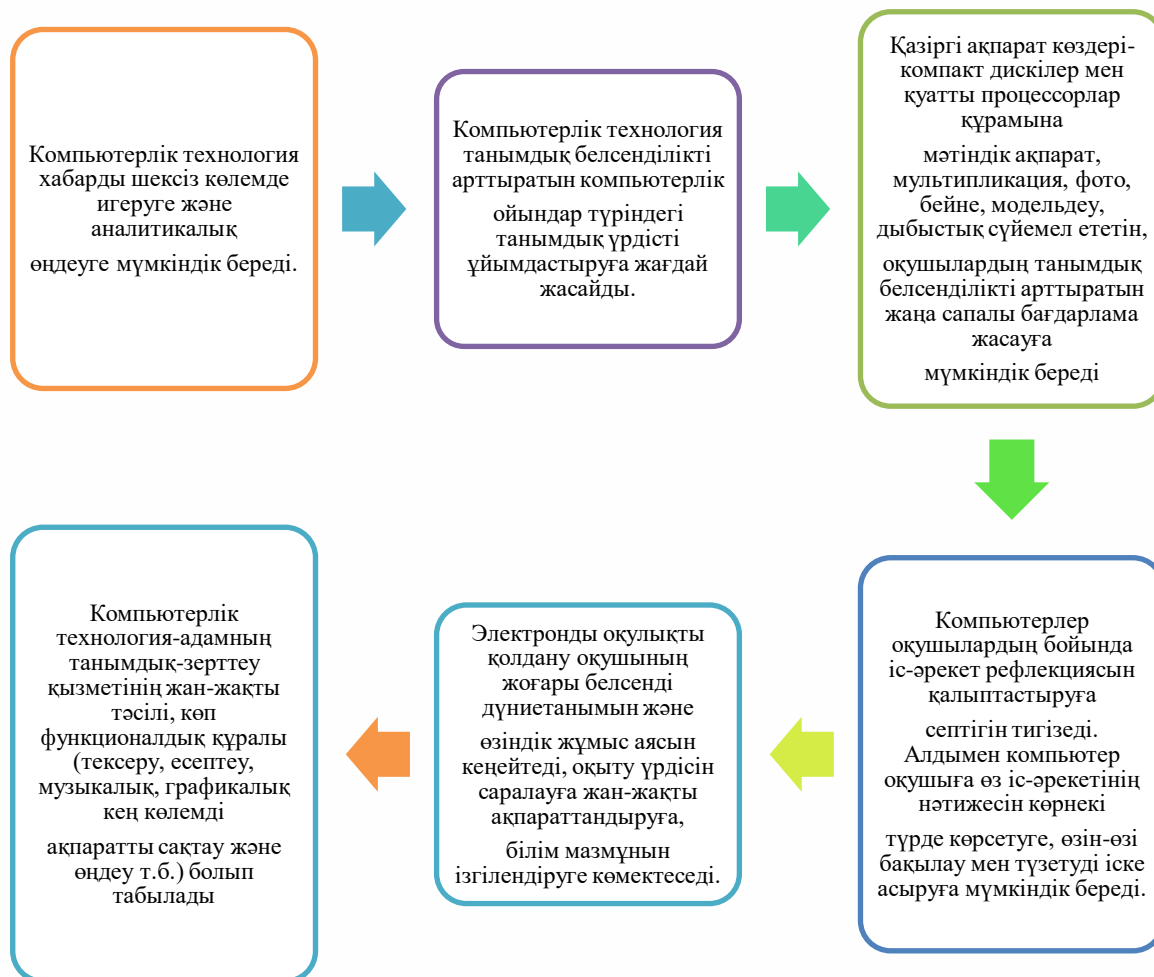 Компьютерлік технология
хабарды шексіз көлемде
игеруге және
аналитикалық
өңдеуге мүмкіндік береді.
Компьютерлік технология
танымдық белсенділікті
арттыратын компьютерлік
ойындар түріндегі
танымдық үрдісті
ұйымдастыруға жағдай
жасайды.
Қазіргі ақпарат көздері-
компакт дискілер мен
қуатты процессорлар
құрамына
мәтіндік ақпарат,
мультипликация, фото,
бейне, модельдеу,
дыбыстық сүйемел ететін,
оқушылардың танымдық
белсенділікті арттыратын
жаңа сапалы бағдарлама
жасауға
мүмкіндік береді
Компьютерлер
оқушылардың бойында
іс-әрекет рефлекциясын
қалыптастыруға
септігін тигізеді.
Алдымен компьютер
оқушыға өз іс-әрекетінің
нәтижесін көрнекі
түрде көрсетуге, өзін-өзі
бақылау мен түзетуді іске
асыруға мүмкіндік береді.
Электронды оқулықты
қолдану оқушының
жоғары белсенді
дүниетанымын және
өзіндік жұмыс аясын
кеңейтеді, оқыту үрдісін
саралауға жан-жақты
ақпараттандыруға,
білім мазмұнын
ізгілендіруге көмектеседі.
Компьютерлік
технология-адамның
танымдық-зерттеу
қызметінің жан-жақты
тәсілі, көп
функционалдық құралы
(тексеру, есептеу,
музыкалық, графикалық
кең көлемді
ақпаратты сақтау және
өңдеу т.б.) болып
табылады